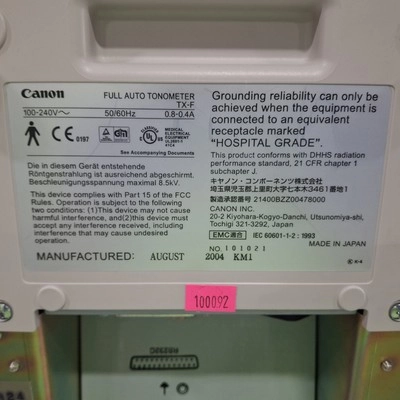 Canon
FULL AUTO TONOMETER
TX-F
100-240V~ 50/60Hz 0.8-0.4A
CE 0197
MEDICAL
ELECTRICAL
EQUIPMENT
See Accompanying Documents
Die in diesem Gerät entstehende
Röntgenstrahlung ist ausreichend abgeschirmt.
Beschleunigungsspannung maximal 8.5kV.
This device complies with Part 15 of the FCC
Rules. Operation is subject to the following
two conditions: (1)This device may not cause
harmful interference, and(2)this device must
accept any interference received, including
interference that may cause undesired
operation.
Grounding reliability can only be
achieved when the equipment is
connected to an equivalent
receptacle marked
"HOSPITAL GRADE".
This product conforms with DHHS radiation
performance standard, 21 CFR chapter 1
subchapter J.
キヤノン・コンポーネンツ株式会社
埼玉県児玉郡上里町大字七本木3461番地1
製造承認番号 21400BZZ00478000
CANON INC.
20-2 Kiyohara-Kogyo-Danchi, Utsunomiya-shi,
Tochigi 321-3292, Japan
EMC適合 IEC 60601-1-2 : 1993
NO. 101021
MADE IN JAPAN
MANUFACTURED: AUGUST 2004 KM1
100092
RS232C